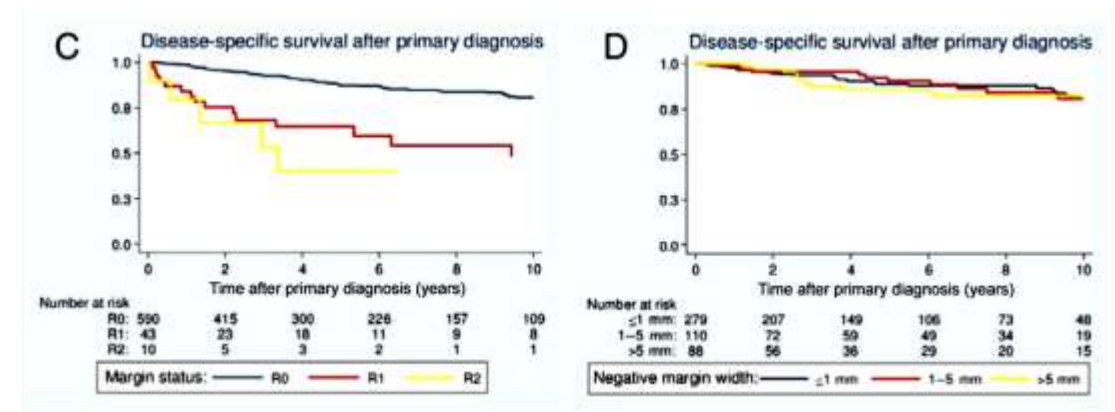 C
Disease-specific survival after primary diagnosis
1.0
0.8
0.5
0.3
0.0
0 2 4 6 8 10
Time after primary diagnosis (years)
Number at risk
R0: 590 415 300 226 157 109
R1: 43 23 18 11 9 8
R2: 10 5 3 2 1 1
Margin status: R0 R1 R2
D
Disease-specific survival after primary diagnosis
1.0
0.8
0.5
0.3
0.0
0 2 4 6 8 10
Time after primary diagnosis (years)
Number at risk
≤1 mm: 279 207 149 106 73 48
1–5 mm: 110 72 59 49 34 19
>5 mm: 88 56 36 29 20 15
Negative margin width: ≤1 mm 1–5 mm >5 mm